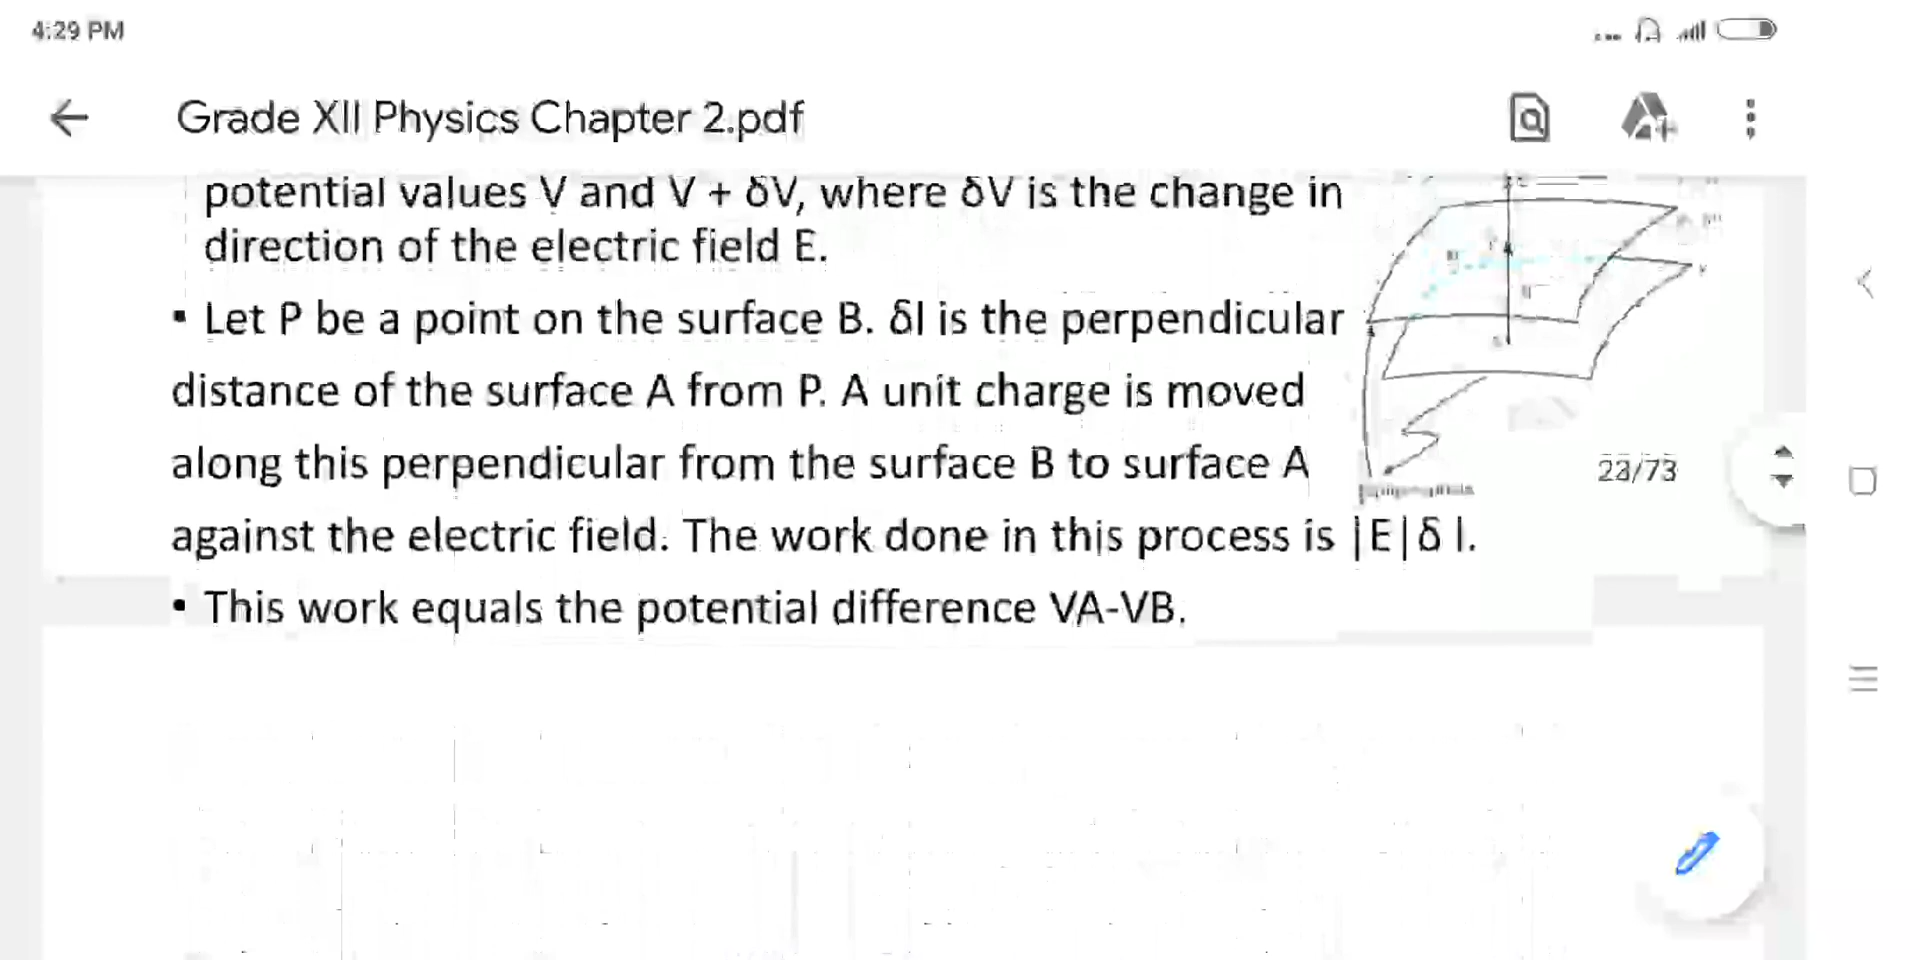 4:29 PM
Grade XII Physics Chapter 2.pdf
potential values V and V + δV, where δV is the change in
direction of the electric field E.
▪ Let P be a point on the surface B. δl is the perpendicular
distance of the surface A from P. A unit charge is moved
along this perpendicular from the surface B to surface A
23/73
against the electric field. The work done in this process is |E|δ l.
• This work equals the potential difference VA-VB.